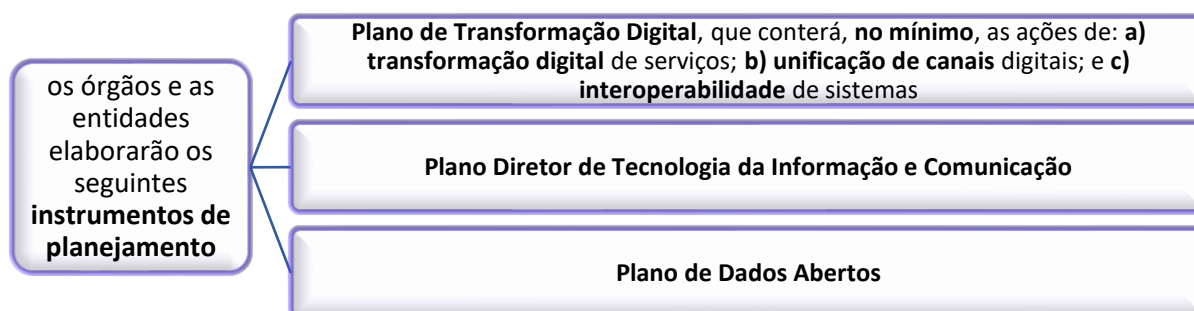 os órgãos e as
entidades
elaborarão os
seguintes
instrumentos de
planejamento
Plano de Transformação Digital, que conterá, no mínimo, as ações de: a)
transformação digital de serviços; b) unificação de canais digitais; e c)
interoperabilidade de sistemas
Plano Diretor de Tecnologia da Informação e Comunicação
Plano de Dados Abertos